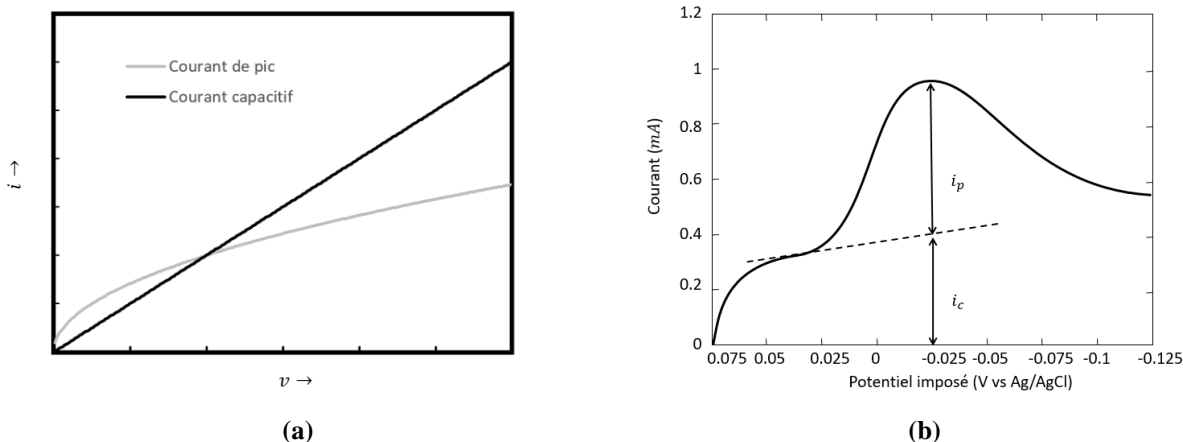 Courant de pic
Courant capacitif
i →
v →
(a)
1.2
1
0.8
0.6
0.4
0.2
0
Courant (mA)
i_p
i_c
0.075 0.05 0.025 0 -0.025 -0.05 -0.075 -0.1 -0.125
Potentiel imposé (V vs Ag/AgCl)
(b)